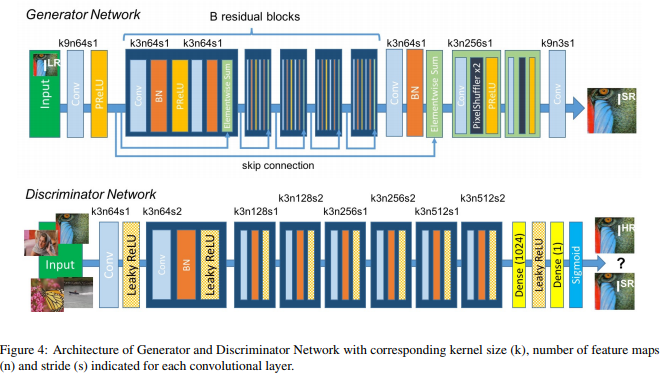 Generator Network
B residual blocks
k9n64s1
k3n64s1
k3n64s1
k3n64s1
k3n256s1
k9n3s1
Input
I LR
Conv
PReLU
Conv
BN
PReLU
Elementwise Sum
Conv
BN
Elementwise Sum
Conv
PixelShuffler x2
PReLU
Conv
I SR
skip connection
Discriminator Network
k3n64s1
k3n64s2
k3n128s1
k3n128s2
k3n256s1
k3n256s2
k3n512s1
k3n512s2
Input
Conv
Leaky ReLU
Conv
BN
Leaky ReLU
Dense (1024)
Leaky ReLU
Dense (1)
Sigmoid
I HR
?
I SR
Figure 4: Architecture of Generator and Discriminator Network with corresponding kernel size (k), number of feature maps
(n) and stride (s) indicated for each convolutional layer.